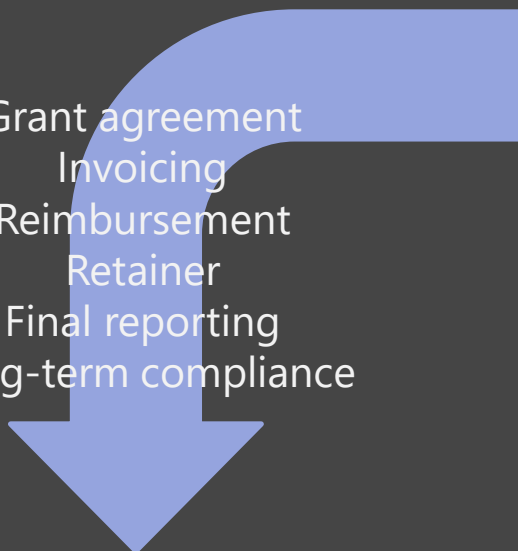 Grant agreement
Invoicing
Reimbursement
Retainer
Final reporting
g-term compliance